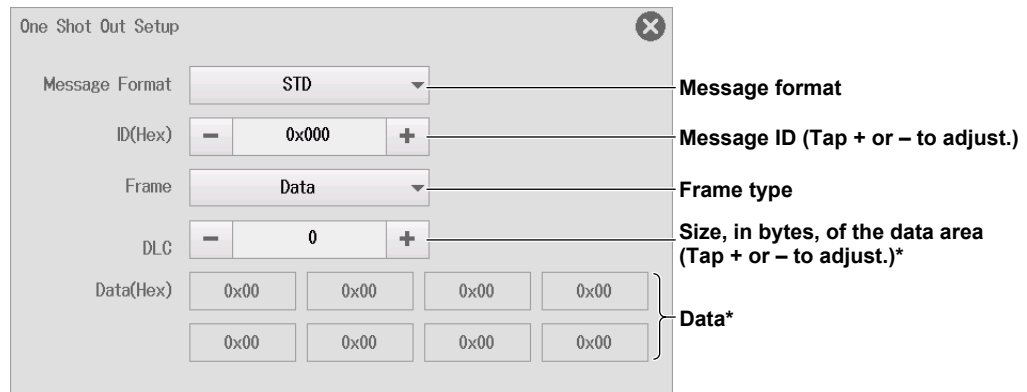 One Shot Out Setup
Message Format STD Message format
ID(Hex) − 0x000 + Message ID (Tap + or – to adjust.)
Frame Data Frame type
DLC − 0 + Size, in bytes, of the data area
(Tap + or – to adjust.)*
Data(Hex) 0x00 0x00 0x00 0x00
Data*
0x00 0x00 0x00 0x00